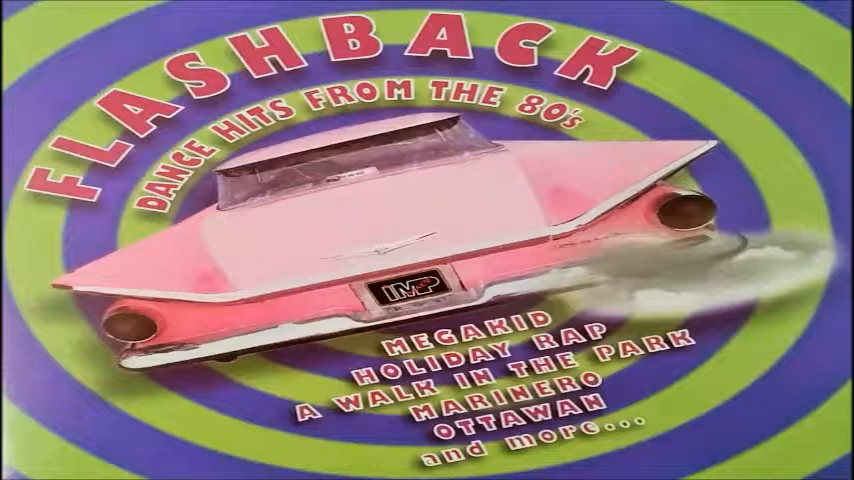 FLASHBACK
DANCE HITS FROM THE 80's
IMP
MEGAKID
HOLIDAY RAP
A WALK IN THE PARK
MARINERO
OTTAWAN
and more....